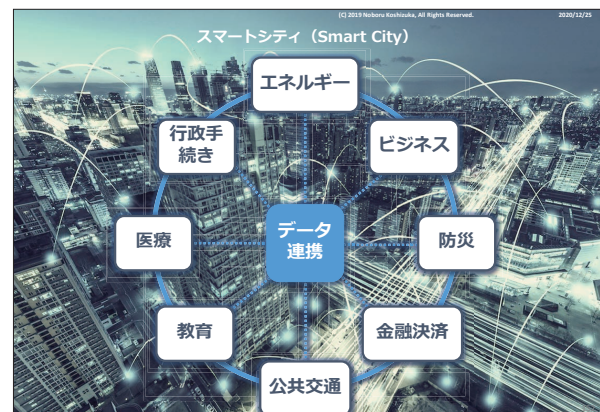 (C) 2019 Noboru Koshizuka, All Rights Reserved.
2020/12/25
スマートシティ（Smart City）
エネルギー
行政手
続き
ビジネス
医療
データ
連携
防災
教育
金融決済
公共交通